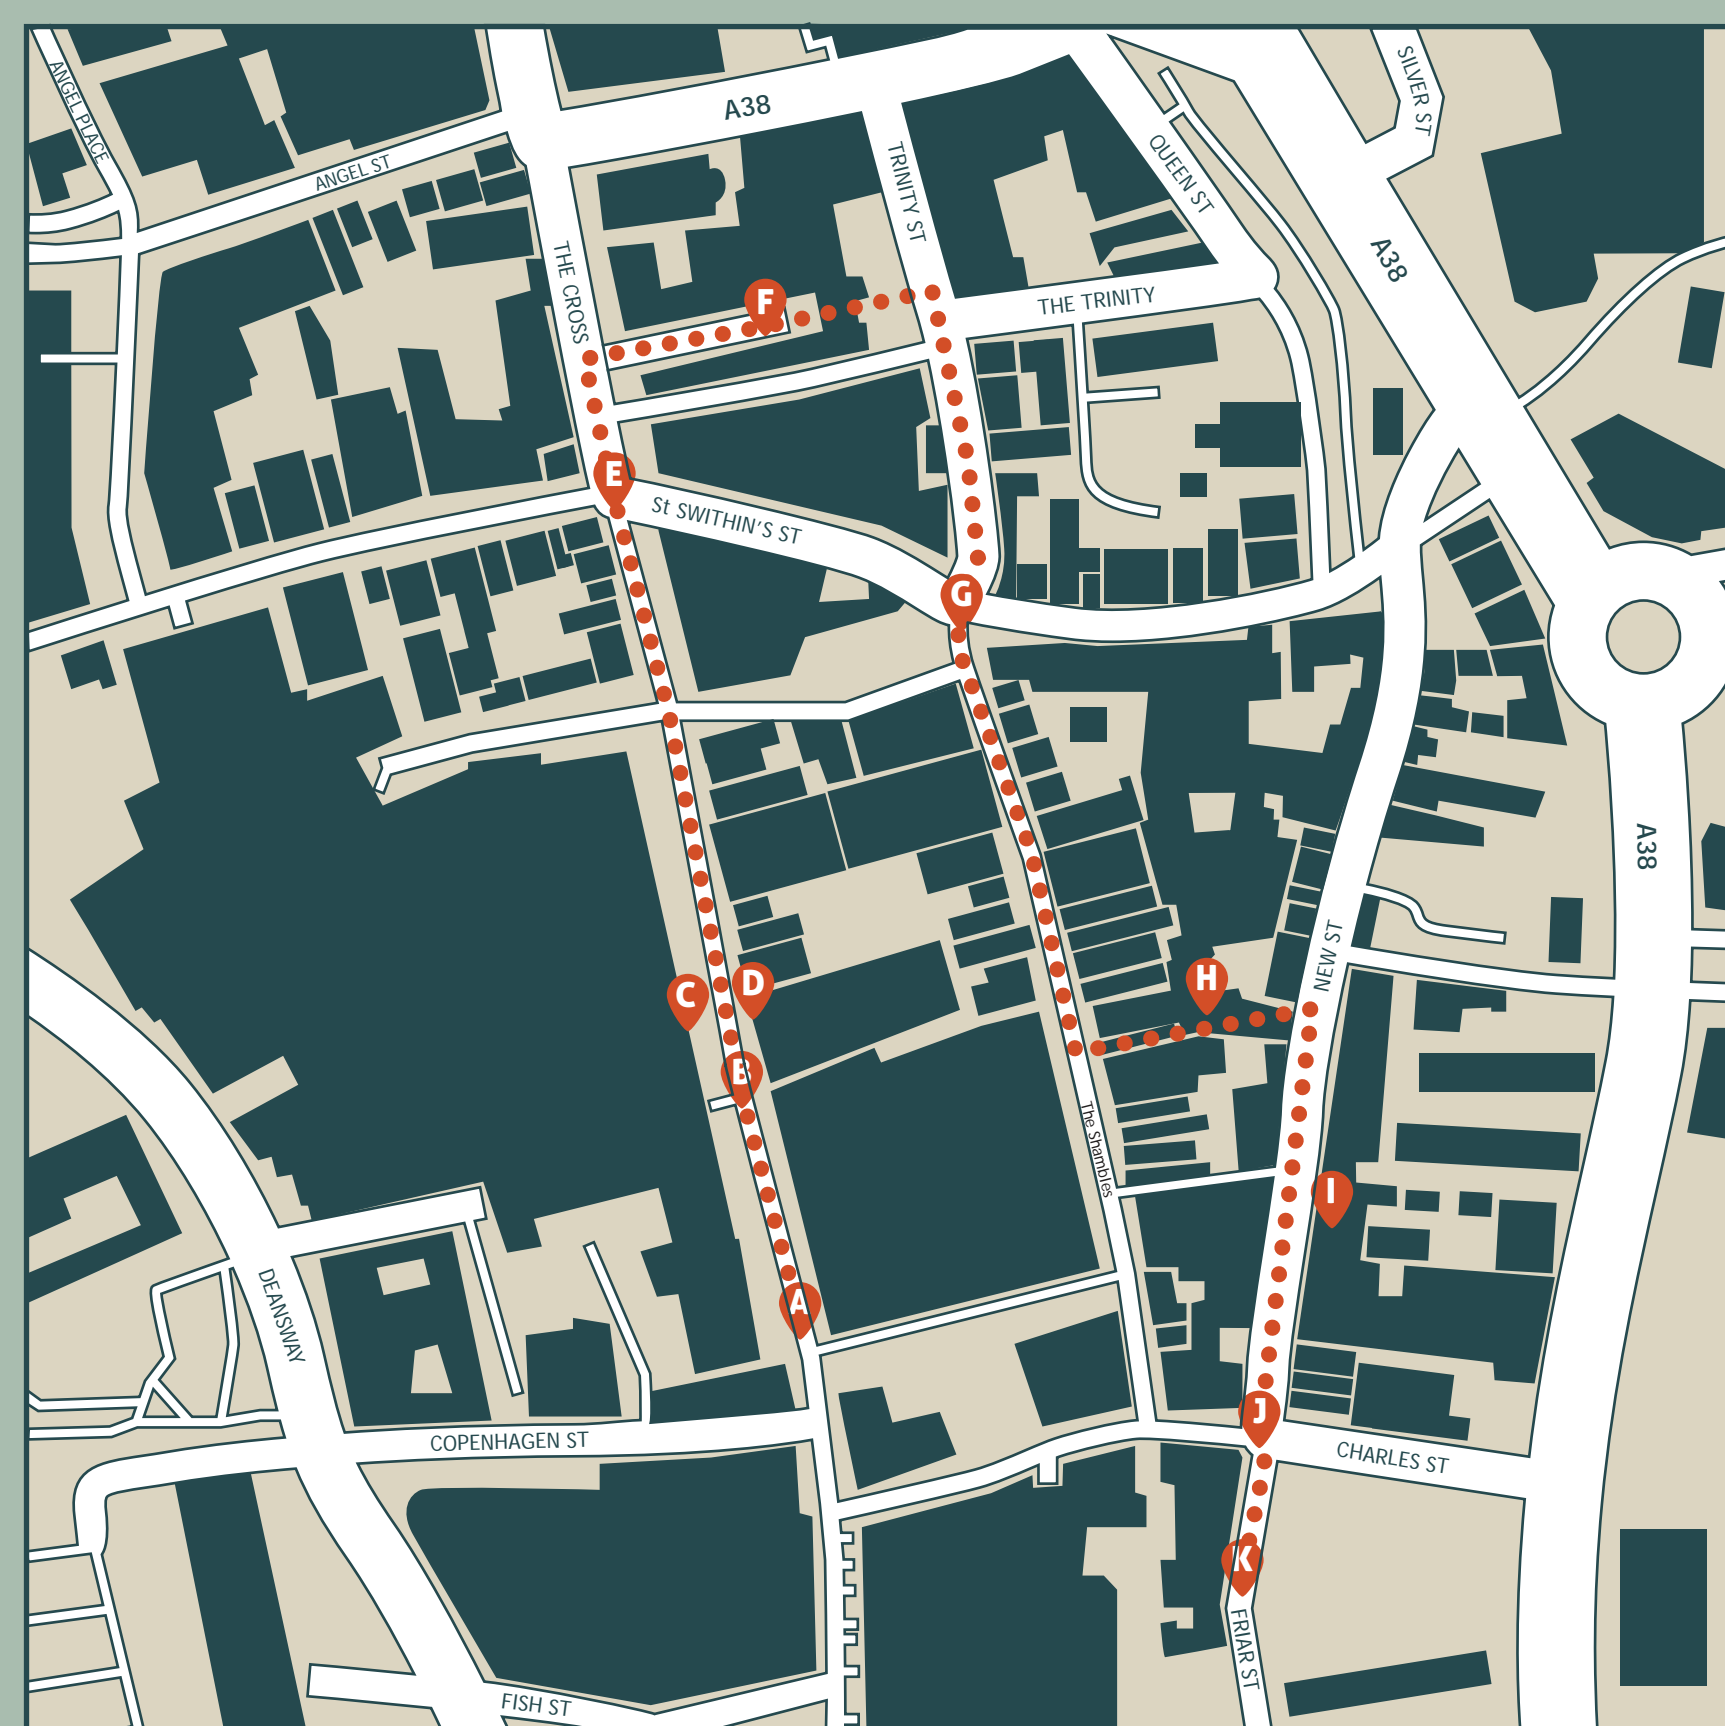 ANGEL PLACE
ANGEL ST
A38
SILVER ST
QUEEN ST
TRINITY ST
THE CROSS
A38
F
THE TRINITY
E
St SWITHIN'S ST
G
A38
NEW ST
C
D
H
B
The Shambles
I
A
DEANSWAY
J
COPENHAGEN ST
CHARLES ST
K
FRIAR ST
FISH ST